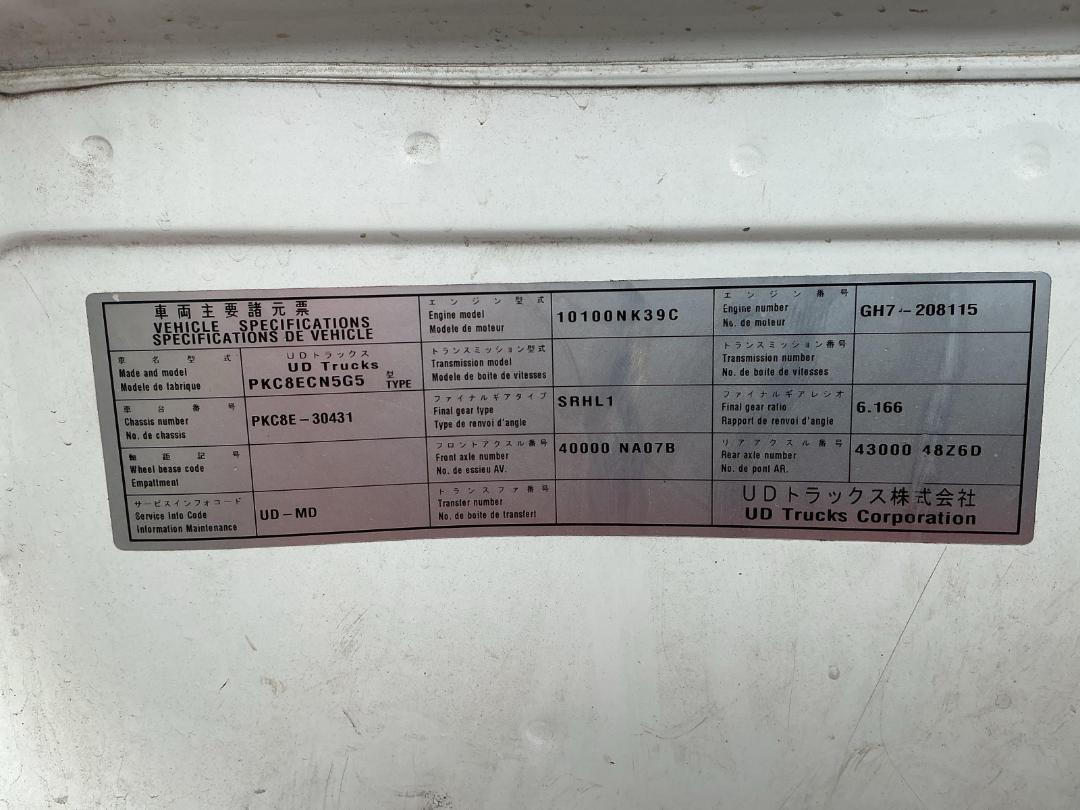 車両主要諸元票
VEHICLE SPECIFICATIONS
SPECIFICATIONS DE VEHICLE
車名型式
Made and model
Modele de fabrique
UDトラックス
UD Trucks
PKC8ECN5G5 型 TYPE
車台番号
Chassis number
No. de chassis
PKC8E-30431
軸距記号
Wheel bease code
Empattment
サービスインフォコード
Service Info Code
Information Maintenance
UD-MD
エンジン型式
Engine model
Modele de moteur
10100NK39C
トランスミッション型式
Transmission model
Modele de boite de vitesses
ファイナルギアタイプ
Final gear type
Type de renvoi d'angle
SRHL1
フロントアクスル番号
Front axle number
No. de essieu AV.
40000 NA07B
トランスファ番号
Transfer number
No. de boite de transfert
エンジン番号
Engine number
No. de moteur
GH7-208115
トランスミッション番号
Transmission number
No. de boite de vitesses
ファイナルギアレシオ
Final gear ratio
Rapport de renvoi d'angle
6.166
リアアクスル番号
Rear axle number
No. de pont AR.
43000 48Z6D
UDトラックス株式会社
UD Trucks Corporation